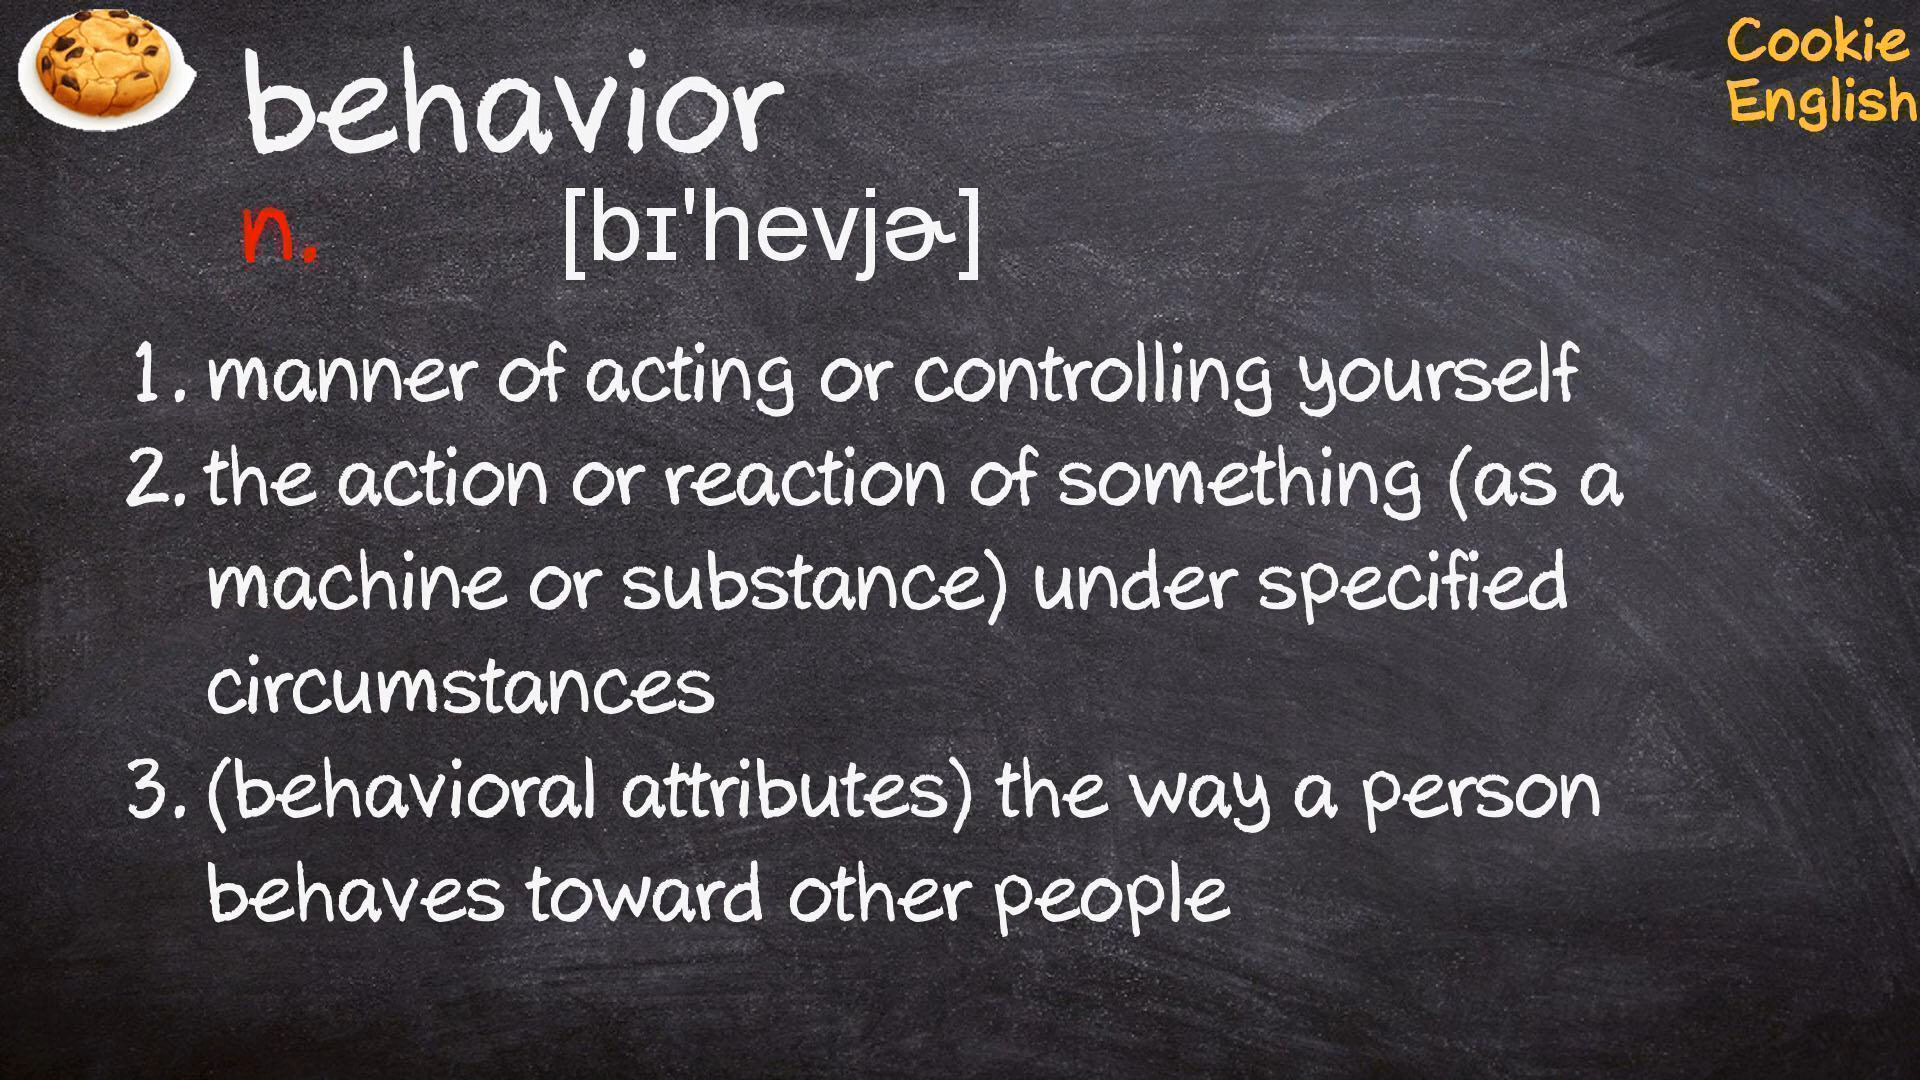 Cookie
English
behavior
n. [bɪ'hevjɚ]
1. manner of acting or controlling yourself
2. the action or reaction of something (as a
machine or substance) under specified
circumstances
3. (behavioral attributes) the way a person
behaves toward other people